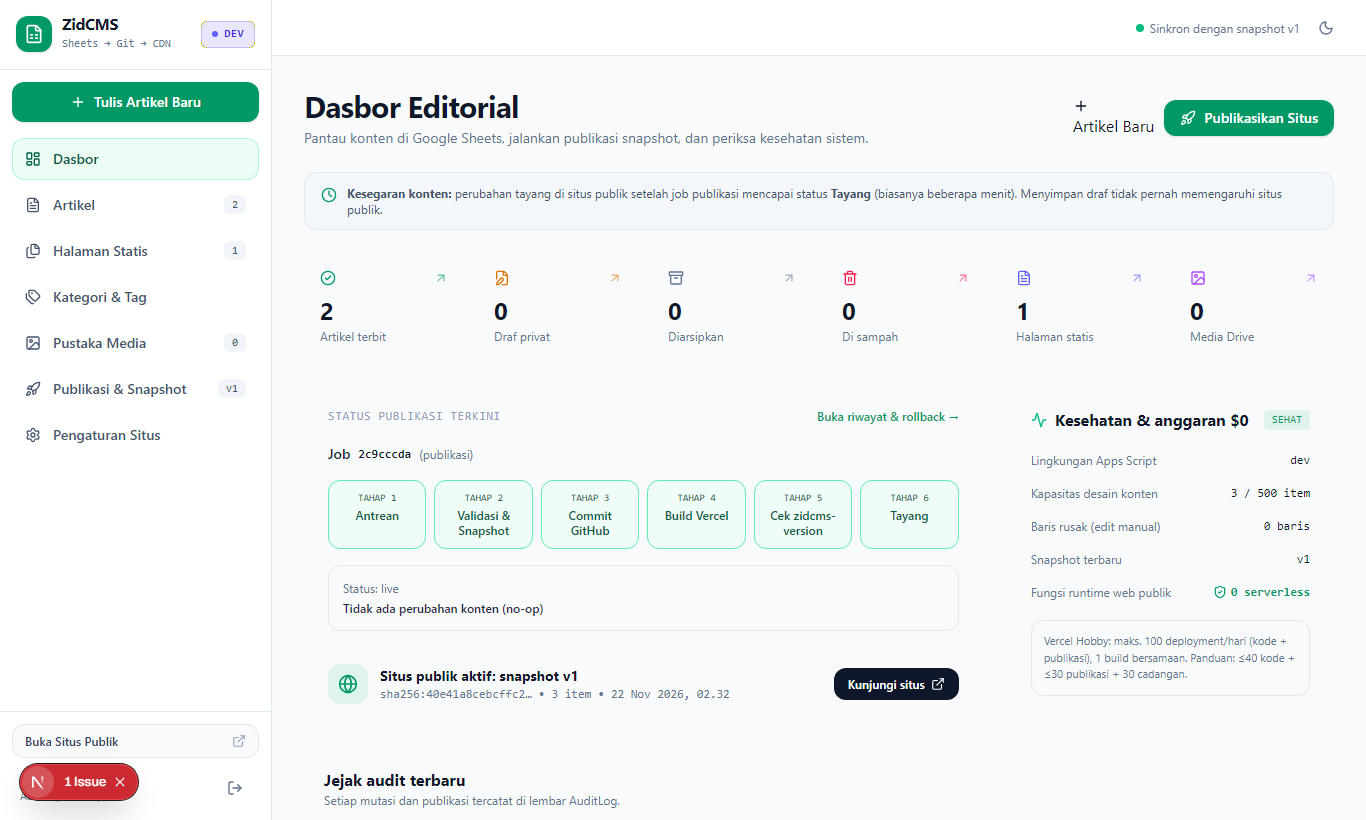 ZidCMS
Sheets → Git → CDN
DEV
Tulis Artikel Baru
Dasbor
Artikel
2
Halaman Statis
1
Kategori & Tag
Pustaka Media
0
Publikasi & Snapshot
v1
Pengaturan Situs
Buka Situs Publik
1 Issue
Sinkron dengan snapshot v1
Dasbor Editorial
Pantau konten di Google Sheets, jalankan publikasi snapshot, dan periksa kesehatan sistem.
+
Artikel Baru
Publikasikan Situs
Kesegaran konten: perubahan tayang di situs publik setelah job publikasi mencapai status Tayang (biasanya beberapa menit). Menyimpan draf tidak pernah memengaruhi situs
publik.
2
Artikel terbit
0
Draf privat
0
Diarsipkan
0
Di sampah
1
Halaman statis
0
Media Drive
STATUS PUBLIKASI TERKINI
Buka riwayat & rollback →
Job 2c9cccda (publikasi)
TAHAP 1
Antrean
TAHAP 2
Validasi &
Snapshot
TAHAP 3
Commit
GitHub
TAHAP 4
Build Vercel
TAHAP 5
Cek zidcms-
version
TAHAP 6
Tayang
Status: live
Tidak ada perubahan konten (no-op)
Situs publik aktif: snapshot v1
sha256:40e41a8cebcffc2… • 3 item • 22 Nov 2026, 02.32
Kunjungi situs
Kesehatan & anggaran $0
SEHAT
Lingkungan Apps Script
dev
Kapasitas desain konten
3 / 500 item
Baris rusak (edit manual)
0 baris
Snapshot terbaru
v1
Fungsi runtime web publik
0 serverless
Vercel Hobby: maks. 100 deployment/hari (kode +
publikasi), 1 build bersamaan. Panduan: ≤40 kode +
≤30 publikasi + 30 cadangan.
Jejak audit terbaru
Setiap mutasi dan publikasi tercatat di lembar AuditLog.